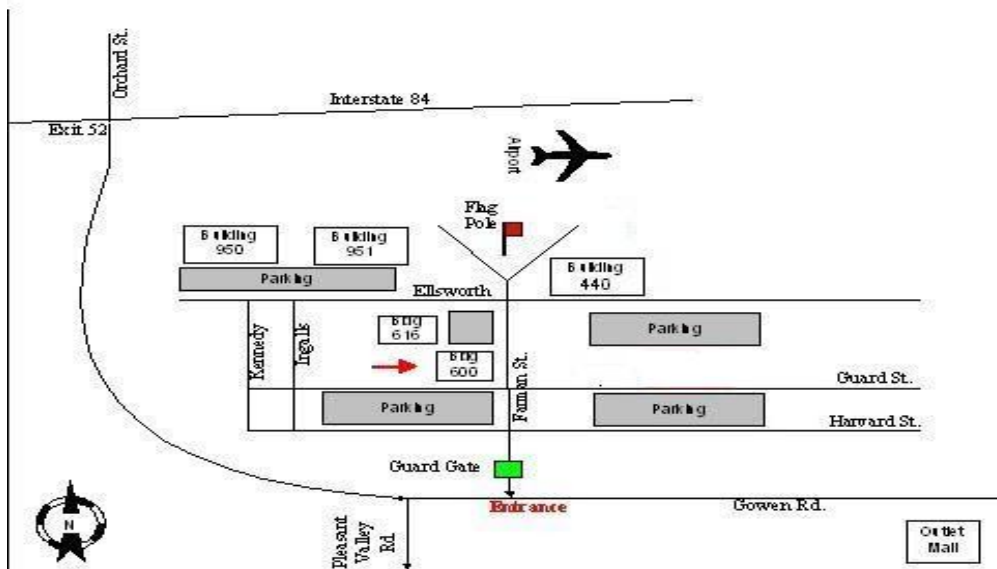 Orchard St.
Interstate 84
Exit 52
Airport
Flag
Pole
Building
950
Building
951
Building
440
Parking
Ellsworth
Bldg
616
Parking
Kennedy
Ingalls
Bldg
600
Farman St.
Guard St.
Parking
Parking
Harvard St.
Guard Gate
Entrance
Gowen Rd.
Pleasant
Valley
Rd.
N
Outlet
Mall